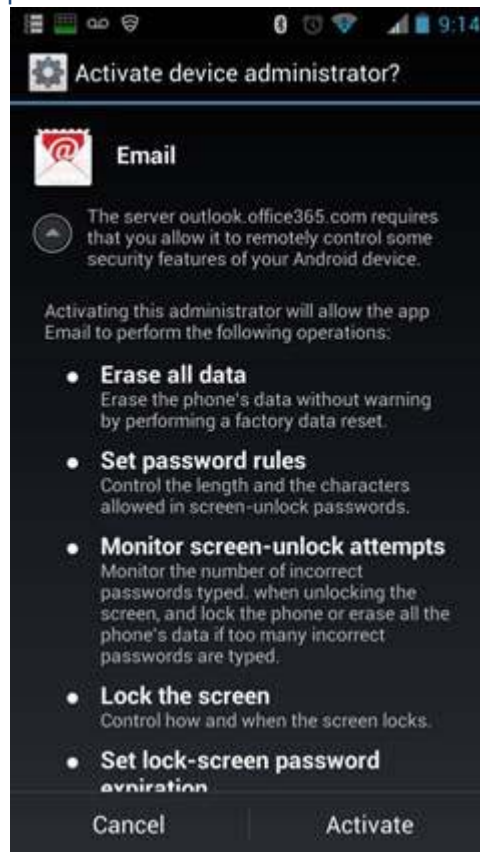 9:14
Activate device administrator?
Email
The server outlook.office365.com requires
that you allow it to remotely control some
security features of your Android device.
Activating this administrator will allow the app
Email to perform the following operations:
• Erase all data
Erase the phone's data without warning
by performing a factory data reset.
• Set password rules
Control the length and the characters
allowed in screen-unlock passwords.
• Monitor screen-unlock attempts
Monitor the number of incorrect
passwords typed. when unlocking the
screen, and lock the phone or erase all the
phone's data if too many incorrect
passwords are typed.
• Lock the screen
Control how and when the screen locks.
• Set lock-screen password
expiration
Cancel Activate